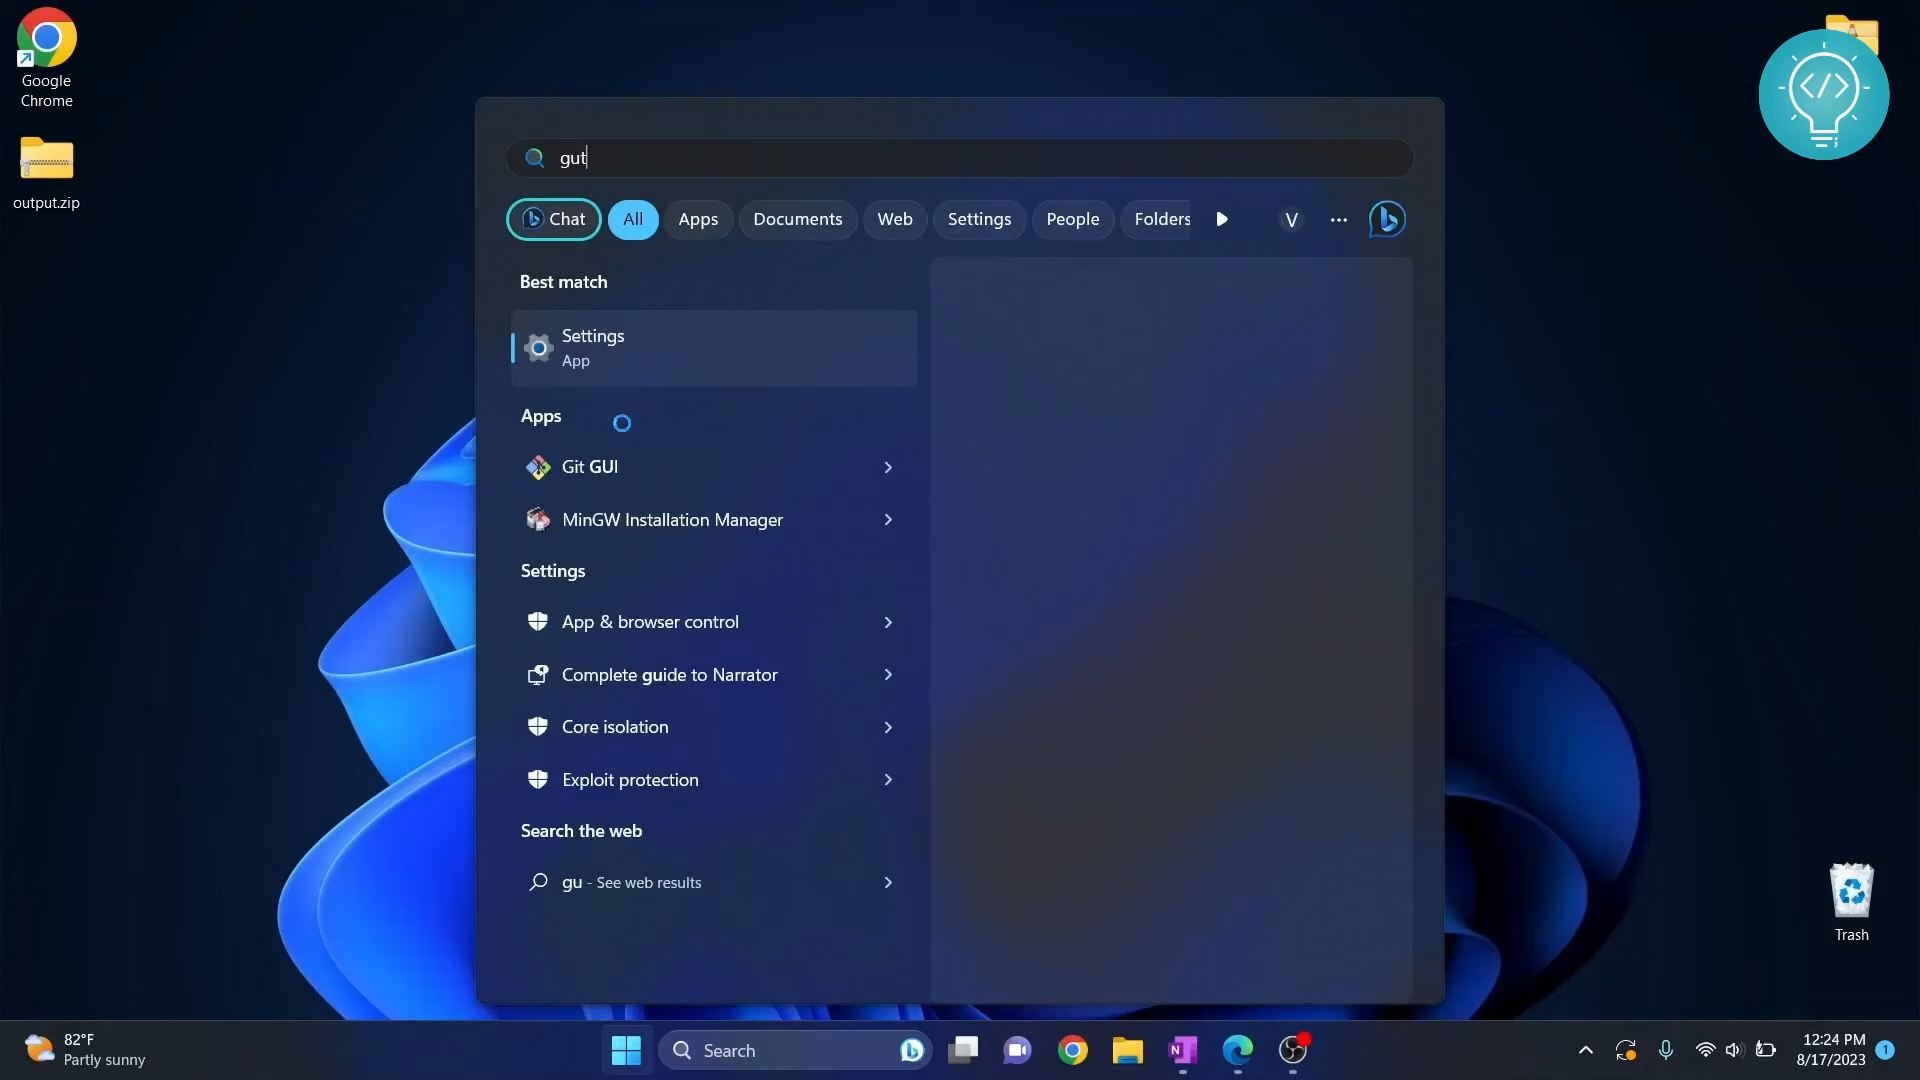 Google
Chrome
output.zip
gut
Chat
All
Apps
Documents
Web
Settings
People
Folders
V
Best match
Settings
App
Apps
Git GUI
MinGW Installation Manager
Settings
App & browser control
Complete guide to Narrator
Core isolation
Exploit protection
Search the web
gu - See web results
Trash
82°F
Partly sunny
Search
N
12:24 PM
8/17/2023
1